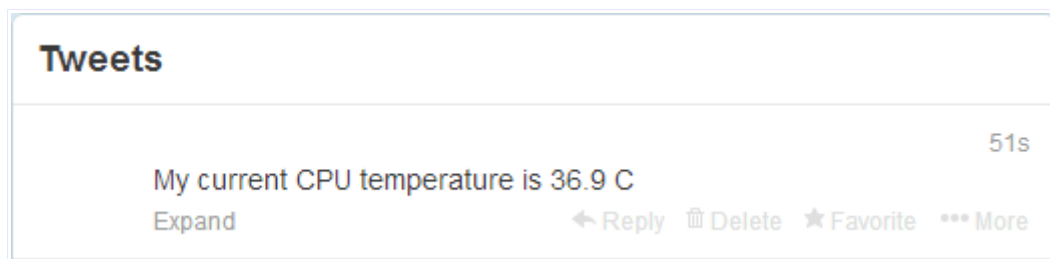 Tweets
51s
My current CPU temperature is 36.9 C
Expand Reply Delete Favorite More